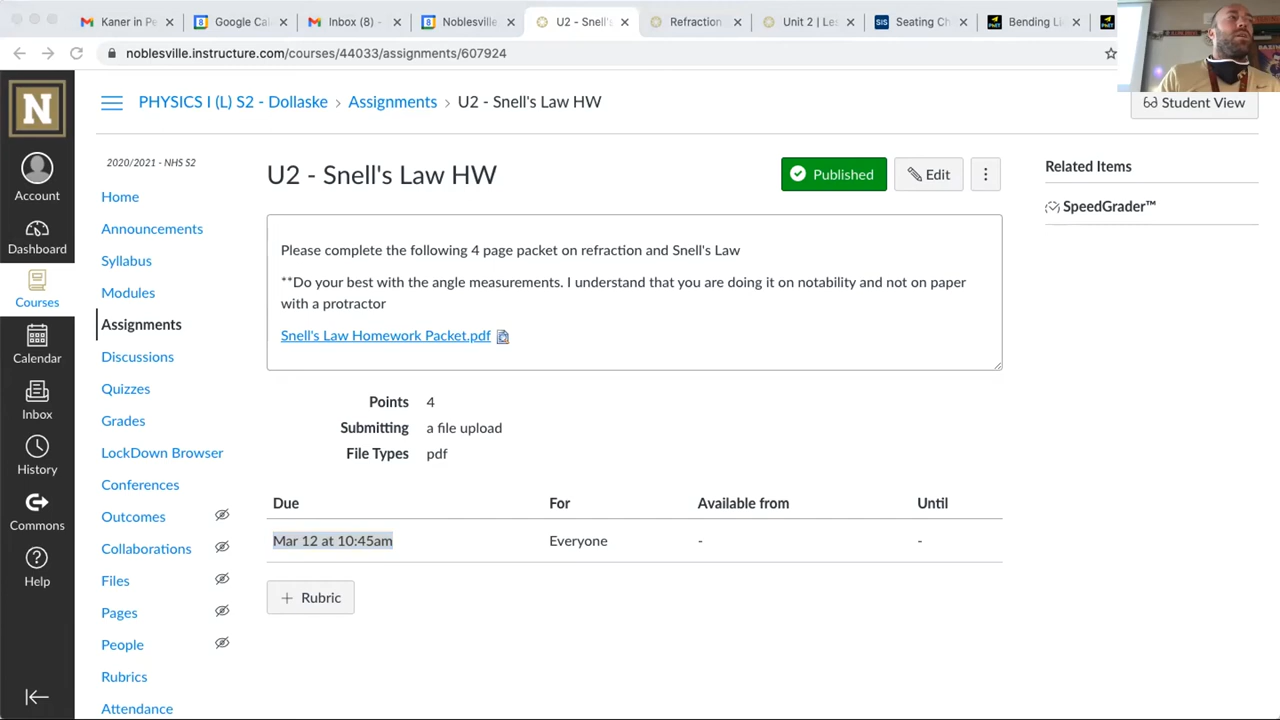 Kaner in P
Google Cal
Inbox (8) -
Noblesville
U2 - Snell's
Refraction
Unit 2 | Les
Seating Ch
Bending Li
noblesville.instructure.com/courses/44033/assignments/607924
N
Account
Dashboard
Courses
Calendar
Inbox
History
Commons
Help
PHYSICS I (L) S2 - Dollaske › Assignments › U2 - Snell's Law HW
Student View
2020/2021 - NHS S2
Home
Announcements
Syllabus
Modules
Assignments
Discussions
Quizzes
Grades
LockDown Browser
Conferences
Outcomes
Collaborations
Files
Pages
People
Rubrics
Attendance
U2 - Snell's Law HW
Published
Edit
Please complete the following 4 page packet on refraction and Snell's Law
**Do your best with the angle measurements. I understand that you are doing it on notability and not on paper
with a protractor
Snell's Law Homework Packet.pdf
Points 4
Submitting a file upload
File Types pdf
Due For Available from Until
Mar 12 at 10:45am Everyone - -
+ Rubric
Related Items
SpeedGrader™